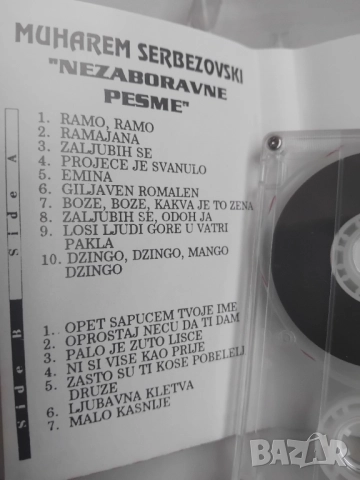 MUHAREM SERBEZOVSKI
"NEZABORAVNE
PESME"
Side A
1. RAMO, RAMO
2. RAMAJANA
3. ZALJUBIH SE
4. PROJECE JE SVANULO
5. EMINA
6. GILJAVEN ROMALEN
7. BOZE, BOZE, KAKVA JE TO ZENA
8. ZALJUBIH SE, ODOH JA
9. LOSI LJUDI GORE U VATRI
PAKLA
10. DZINGO, DZINGO, MANGO
DZINGO
Side B
1. OPET SAPUCEM TVOJE IME
2. OPROSTAJ NECU DA TI DAM
3. PALO JE ZUTO LISCE
4. NI SI VISE KAO PRIJE
5. ZASTO SU TI KOSE POBELELI
DRUZE
6. LJUBAVNA KLETVA
7. MALO KASNIJE
BAZAR.BG